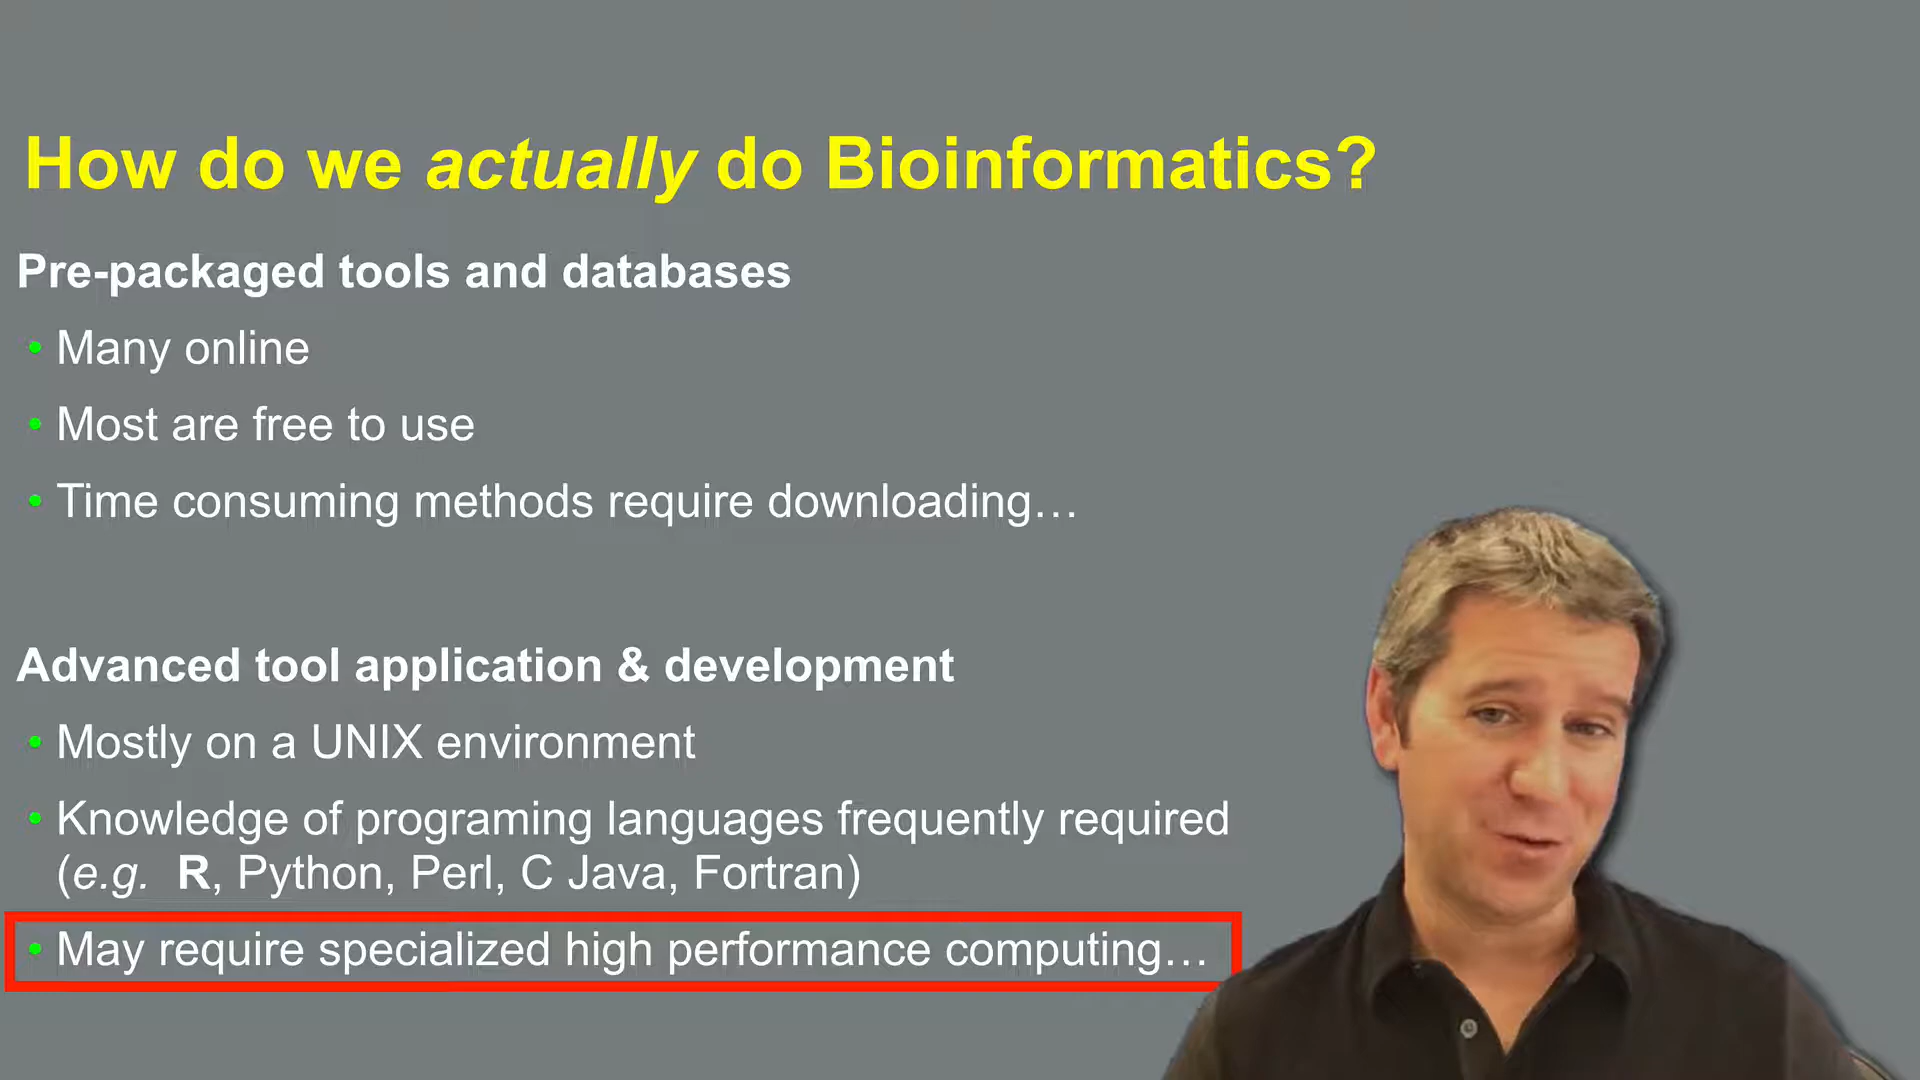 How do we actually do Bioinformatics?
Pre-packaged tools and databases
• Many online
• Most are free to use
• Time consuming methods require downloading…
Advanced tool application & development
• Mostly on a UNIX environment
• Knowledge of programing languages frequently required
(e.g. R, Python, Perl, C Java, Fortran)
• May require specialized high performance computing…